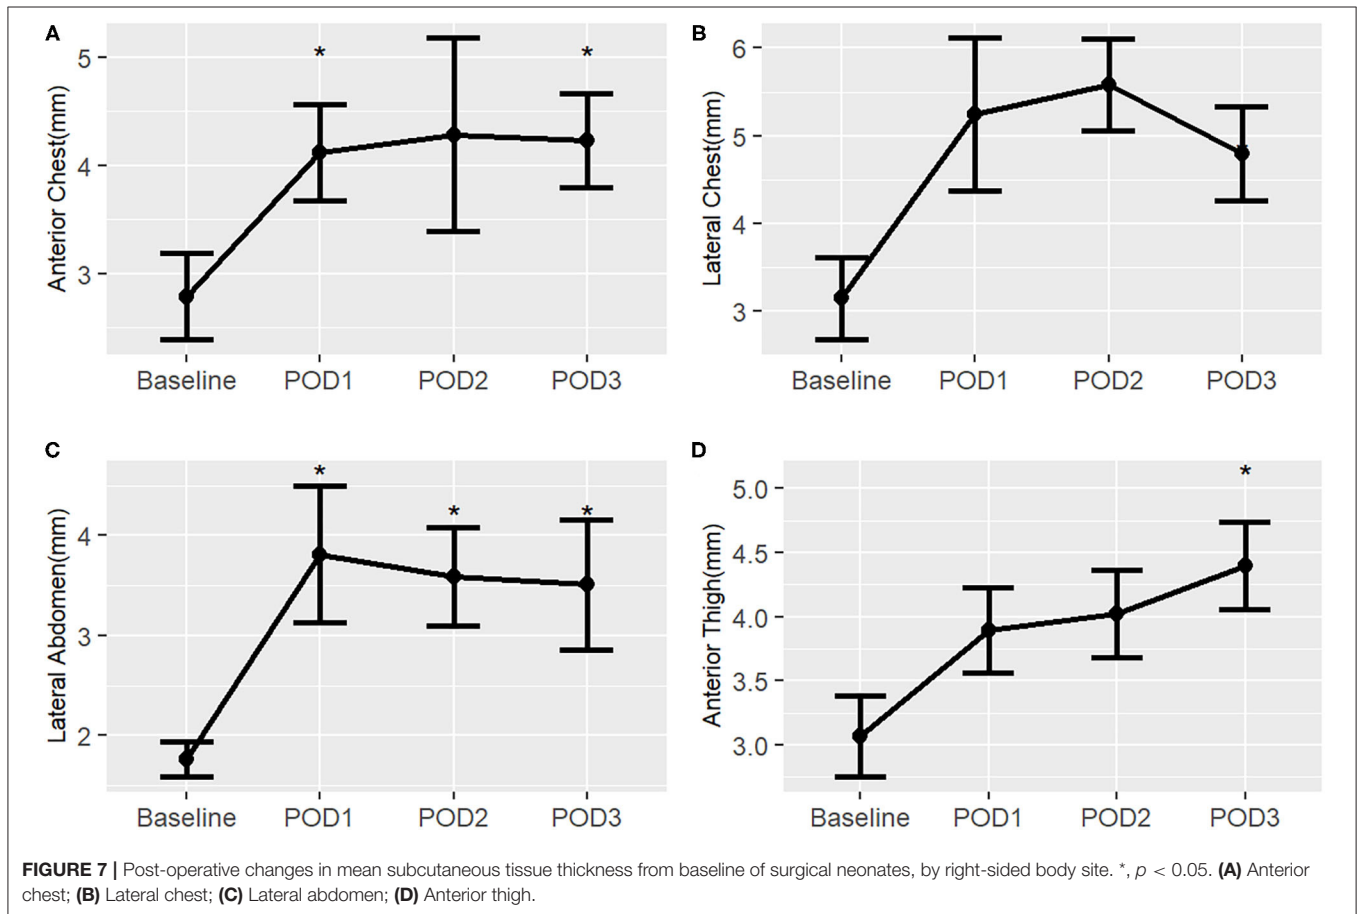 A
Anterior Chest(mm)
5
4
3
*
*
Baseline POD1 POD2 POD3
B
Lateral Chest(mm)
6
5
4
3
Baseline POD1 POD2 POD3
C
Lateral Abdomen(mm)
4
3
2
*
*
*
Baseline POD1 POD2 POD3
D
Anterior Thigh(mm)
5.0
4.5
4.0
3.5
3.0
*
Baseline POD1 POD2 POD3
FIGURE 7 | Post-operative changes in mean subcutaneous tissue thickness from baseline of surgical neonates, by right-sided body site. *, p < 0.05. (A) Anterior
chest; (B) Lateral chest; (C) Lateral abdomen; (D) Anterior thigh.